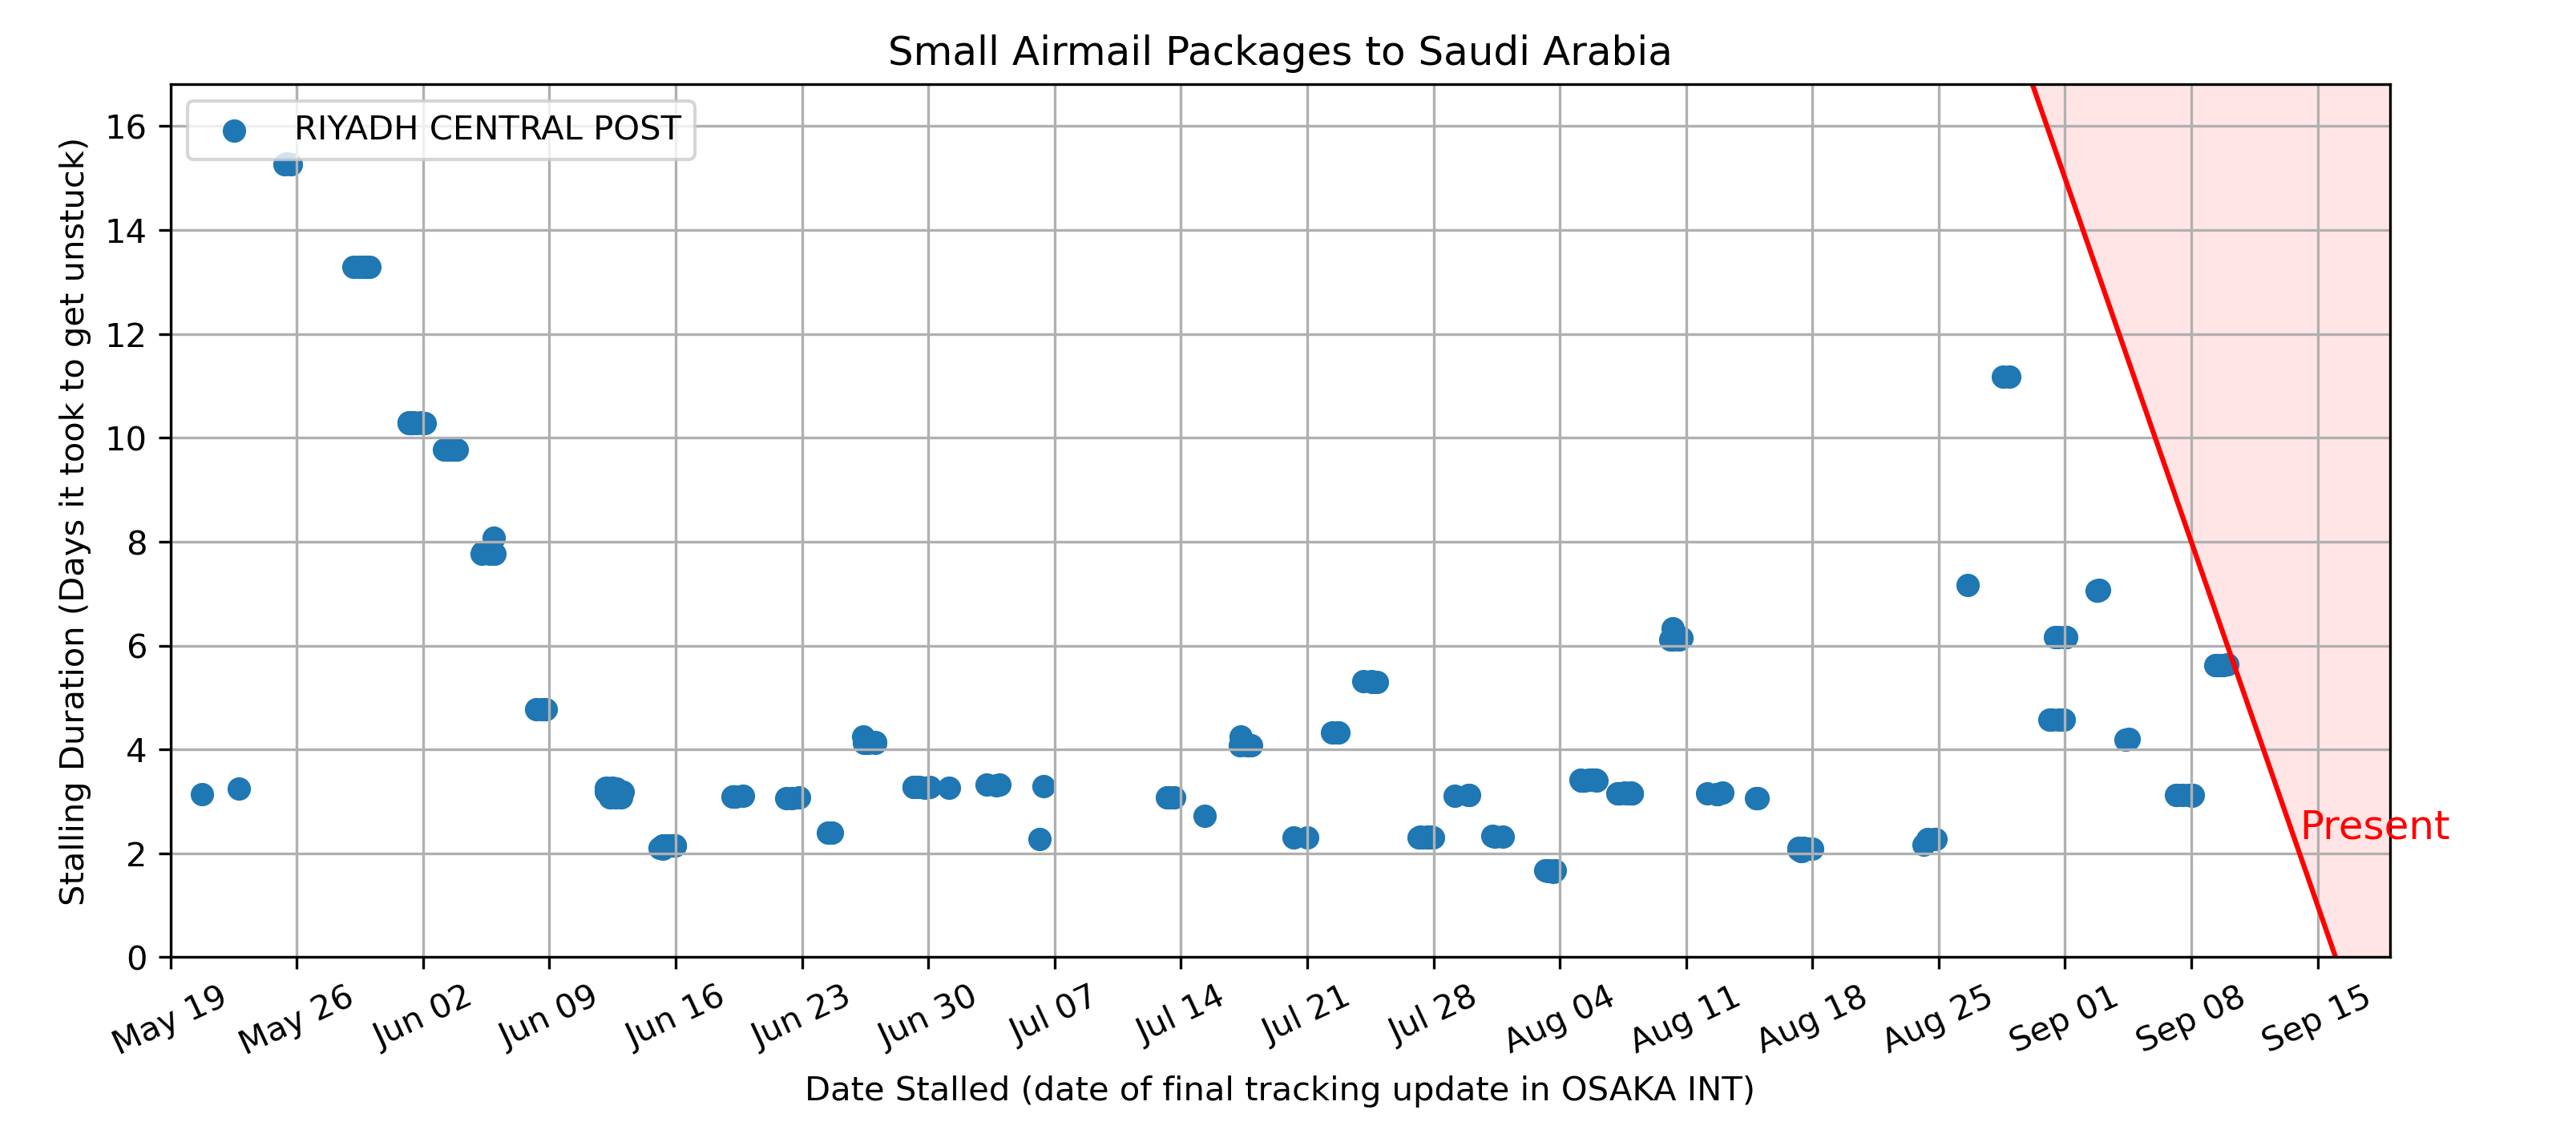 Small Airmail Packages to Saudi Arabia
RIYADH CENTRAL POST
Stalling Duration (Days it took to get unstuck)
16
14
12
10
8
6
4
2
0
Present
May 19
May 26
Jun 02
Jun 09
Jun 16
Jun 23
Jun 30
Jul 07
Jul 14
Jul 21
Jul 28
Aug 04
Aug 11
Aug 18
Aug 25
Sep 01
Sep 08
Sep 15
Date Stalled (date of final tracking update in OSAKA INT)